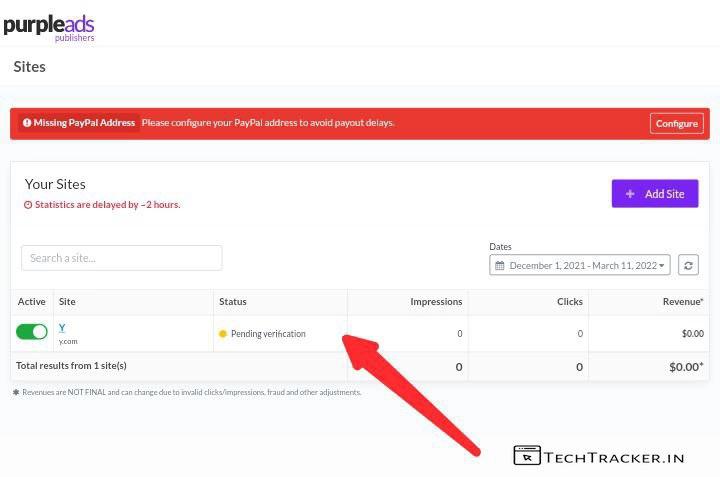 purpleads
publishers
Sites
Missing PayPal Address Please configure your PayPal address to avoid payout delays. Configure
Your Sites
Statistics are delayed by ~2 hours.
+ Add Site
Search a site...
Dates
December 1, 2021 - March 11, 2022
Active Site Status Impressions Clicks Revenue*
Y Pending verification 0 0 $0.00
y.com
Total results from 1 site(s) 0 0 $0.00*
✱ Revenues are NOT FINAL and can change due to invalid clicks/impressions, fraud and other adjustments.
TECHTRACKER.IN